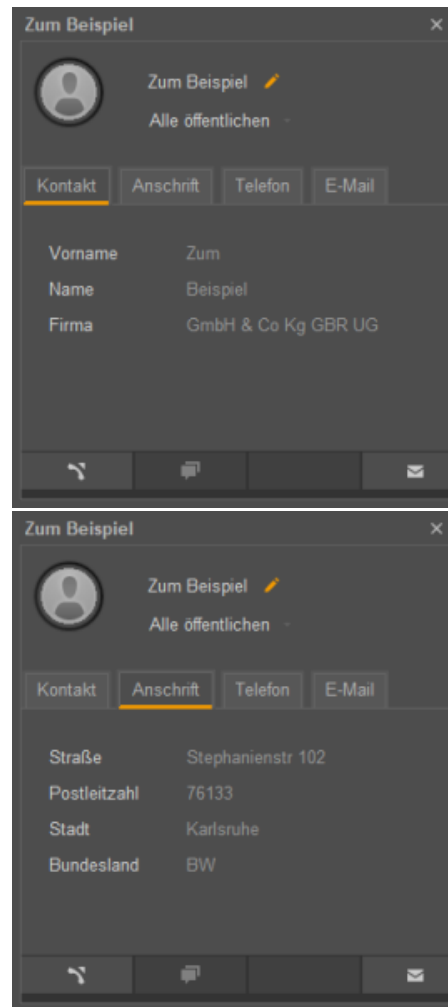 Zum Beispiel
Zum Beispiel
Alle öffentlichen
Kontakt Anschrift Telefon E-Mail
Vorname Zum
Name Beispiel
Firma GmbH & Co Kg GBR UG
Zum Beispiel
Zum Beispiel
Alle öffentlichen
Kontakt Anschrift Telefon E-Mail
Straße Stephanienstr 102
Postleitzahl 76133
Stadt Karlsruhe
Bundesland BW